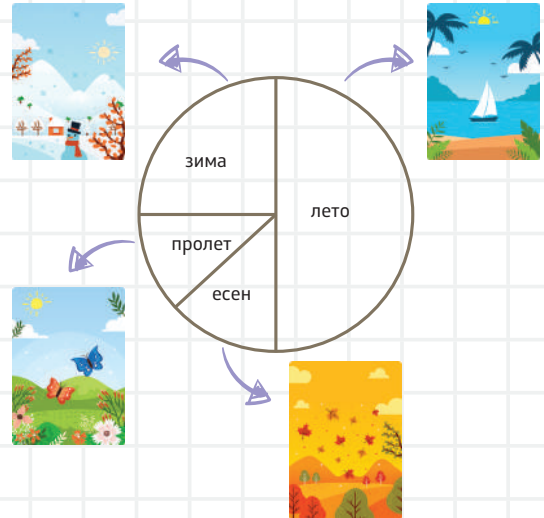 зима
лето
пролет
есен